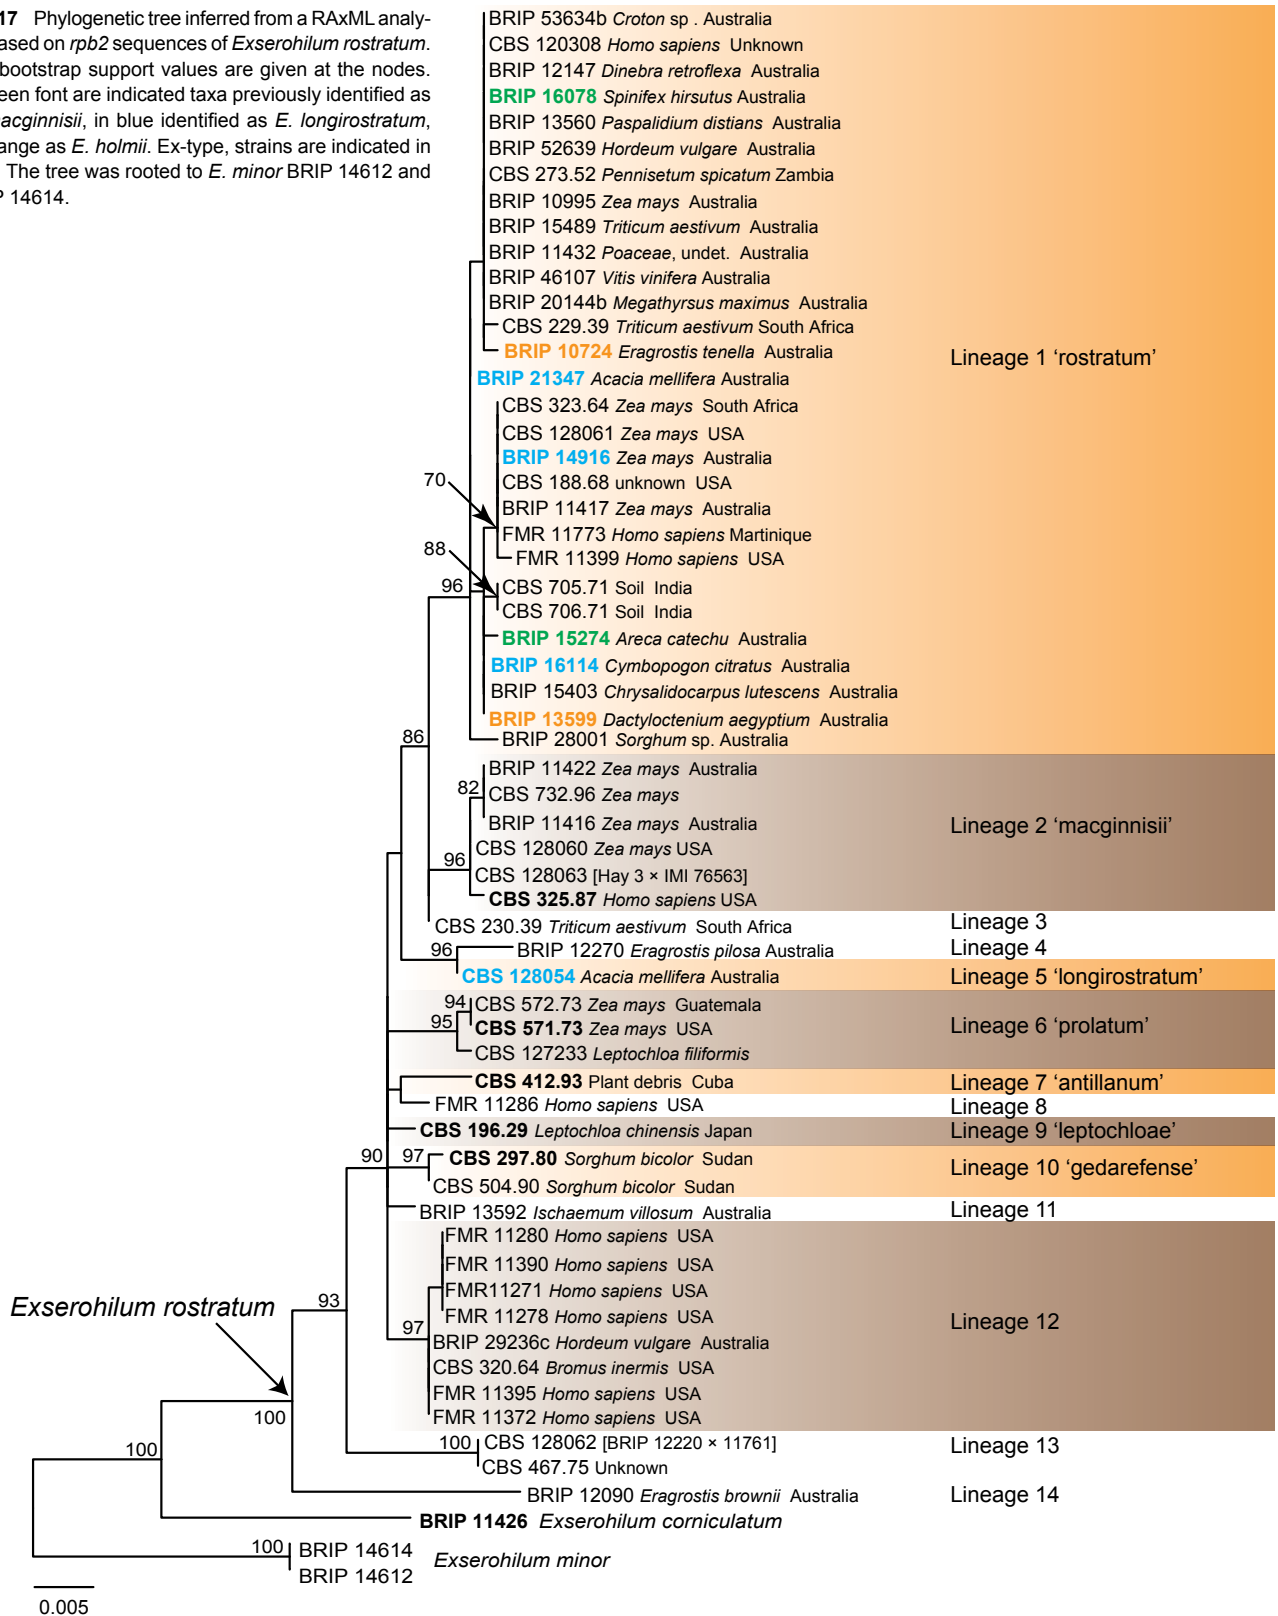 17 Phylogenetic tree inferred from a RAxML analy-
ased on rpb2 sequences of Exserohilum rostratum.
bootstrap support values are given at the nodes.
een font are indicated taxa previously identified as
acginnisii, in blue identified as E. longirostratum,
ange as E. holmii. Ex-type, strains are indicated in
The tree was rooted to E. minor BRIP 14612 and
P 14614.
BRIP 53634b Croton sp . Australia
CBS 120308 Homo sapiens Unknown
BRIP 12147 Dinebra retroflexa Australia
BRIP 16078 Spinifex hirsutus Australia
BRIP 13560 Paspalidium distians Australia
BRIP 52639 Hordeum vulgare Australia
CBS 273.52 Pennisetum spicatum Zambia
BRIP 10995 Zea mays Australia
BRIP 15489 Triticum aestivum Australia
BRIP 11432 Poaceae, undet. Australia
BRIP 46107 Vitis vinifera Australia
BRIP 20144b Megathyrsus maximus Australia
CBS 229.39 Triticum aestivum South Africa
BRIP 10724 Eragrostis tenella Australia
Lineage 1 ‘rostratum’
BRIP 21347 Acacia mellifera Australia
CBS 323.64 Zea mays South Africa
CBS 128061 Zea mays USA
BRIP 14916 Zea mays Australia
70
CBS 188.68 unknown USA
BRIP 11417 Zea mays Australia
FMR 11773 Homo sapiens Martinique
88
FMR 11399 Homo sapiens USA
96
CBS 705.71 Soil India
CBS 706.71 Soil India
BRIP 15274 Areca catechu Australia
BRIP 16114 Cymbopogon citratus Australia
BRIP 15403 Chrysalidocarpus lutescens Australia
BRIP 13599 Dactyloctenium aegyptium Australia
86
BRIP 28001 Sorghum sp. Australia
BRIP 11422 Zea mays Australia
82
CBS 732.96 Zea mays
BRIP 11416 Zea mays Australia
Lineage 2 ‘macginnisii’
CBS 128060 Zea mays USA
96
CBS 128063 [Hay 3 × IMI 76563]
CBS 325.87 Homo sapiens USA
CBS 230.39 Triticum aestivum South Africa
Lineage 3
96
BRIP 12270 Eragrostis pilosa Australia
Lineage 4
CBS 128054 Acacia mellifera Australia
Lineage 5 ‘longirostratum’
94
CBS 572.73 Zea mays Guatemala
95
CBS 571.73 Zea mays USA
Lineage 6 ‘prolatum’
CBS 127233 Leptochloa filiformis
CBS 412.93 Plant debris Cuba
Lineage 7 ‘antillanum’
FMR 11286 Homo sapiens USA
Lineage 8
CBS 196.29 Leptochloa chinensis Japan
Lineage 9 ‘leptochloae’
90
97
CBS 297.80 Sorghum bicolor Sudan
Lineage 10 ‘gedarefense’
CBS 504.90 Sorghum bicolor Sudan
BRIP 13592 Ischaemum villosum Australia
Lineage 11
FMR 11280 Homo sapiens USA
FMR 11390 Homo sapiens USA
FMR11271 Homo sapiens USA
Exserohilum rostratum
93
FMR 11278 Homo sapiens USA
Lineage 12
97
BRIP 29236c Hordeum vulgare Australia
CBS 320.64 Bromus inermis USA
FMR 11395 Homo sapiens USA
100
FMR 11372 Homo sapiens USA
100
100
CBS 128062 [BRIP 12220 × 11761]
Lineage 13
CBS 467.75 Unknown
BRIP 12090 Eragrostis brownii Australia
Lineage 14
BRIP 11426 Exserohilum corniculatum
100
BRIP 14614
Exserohilum minor
BRIP 14612
0.005